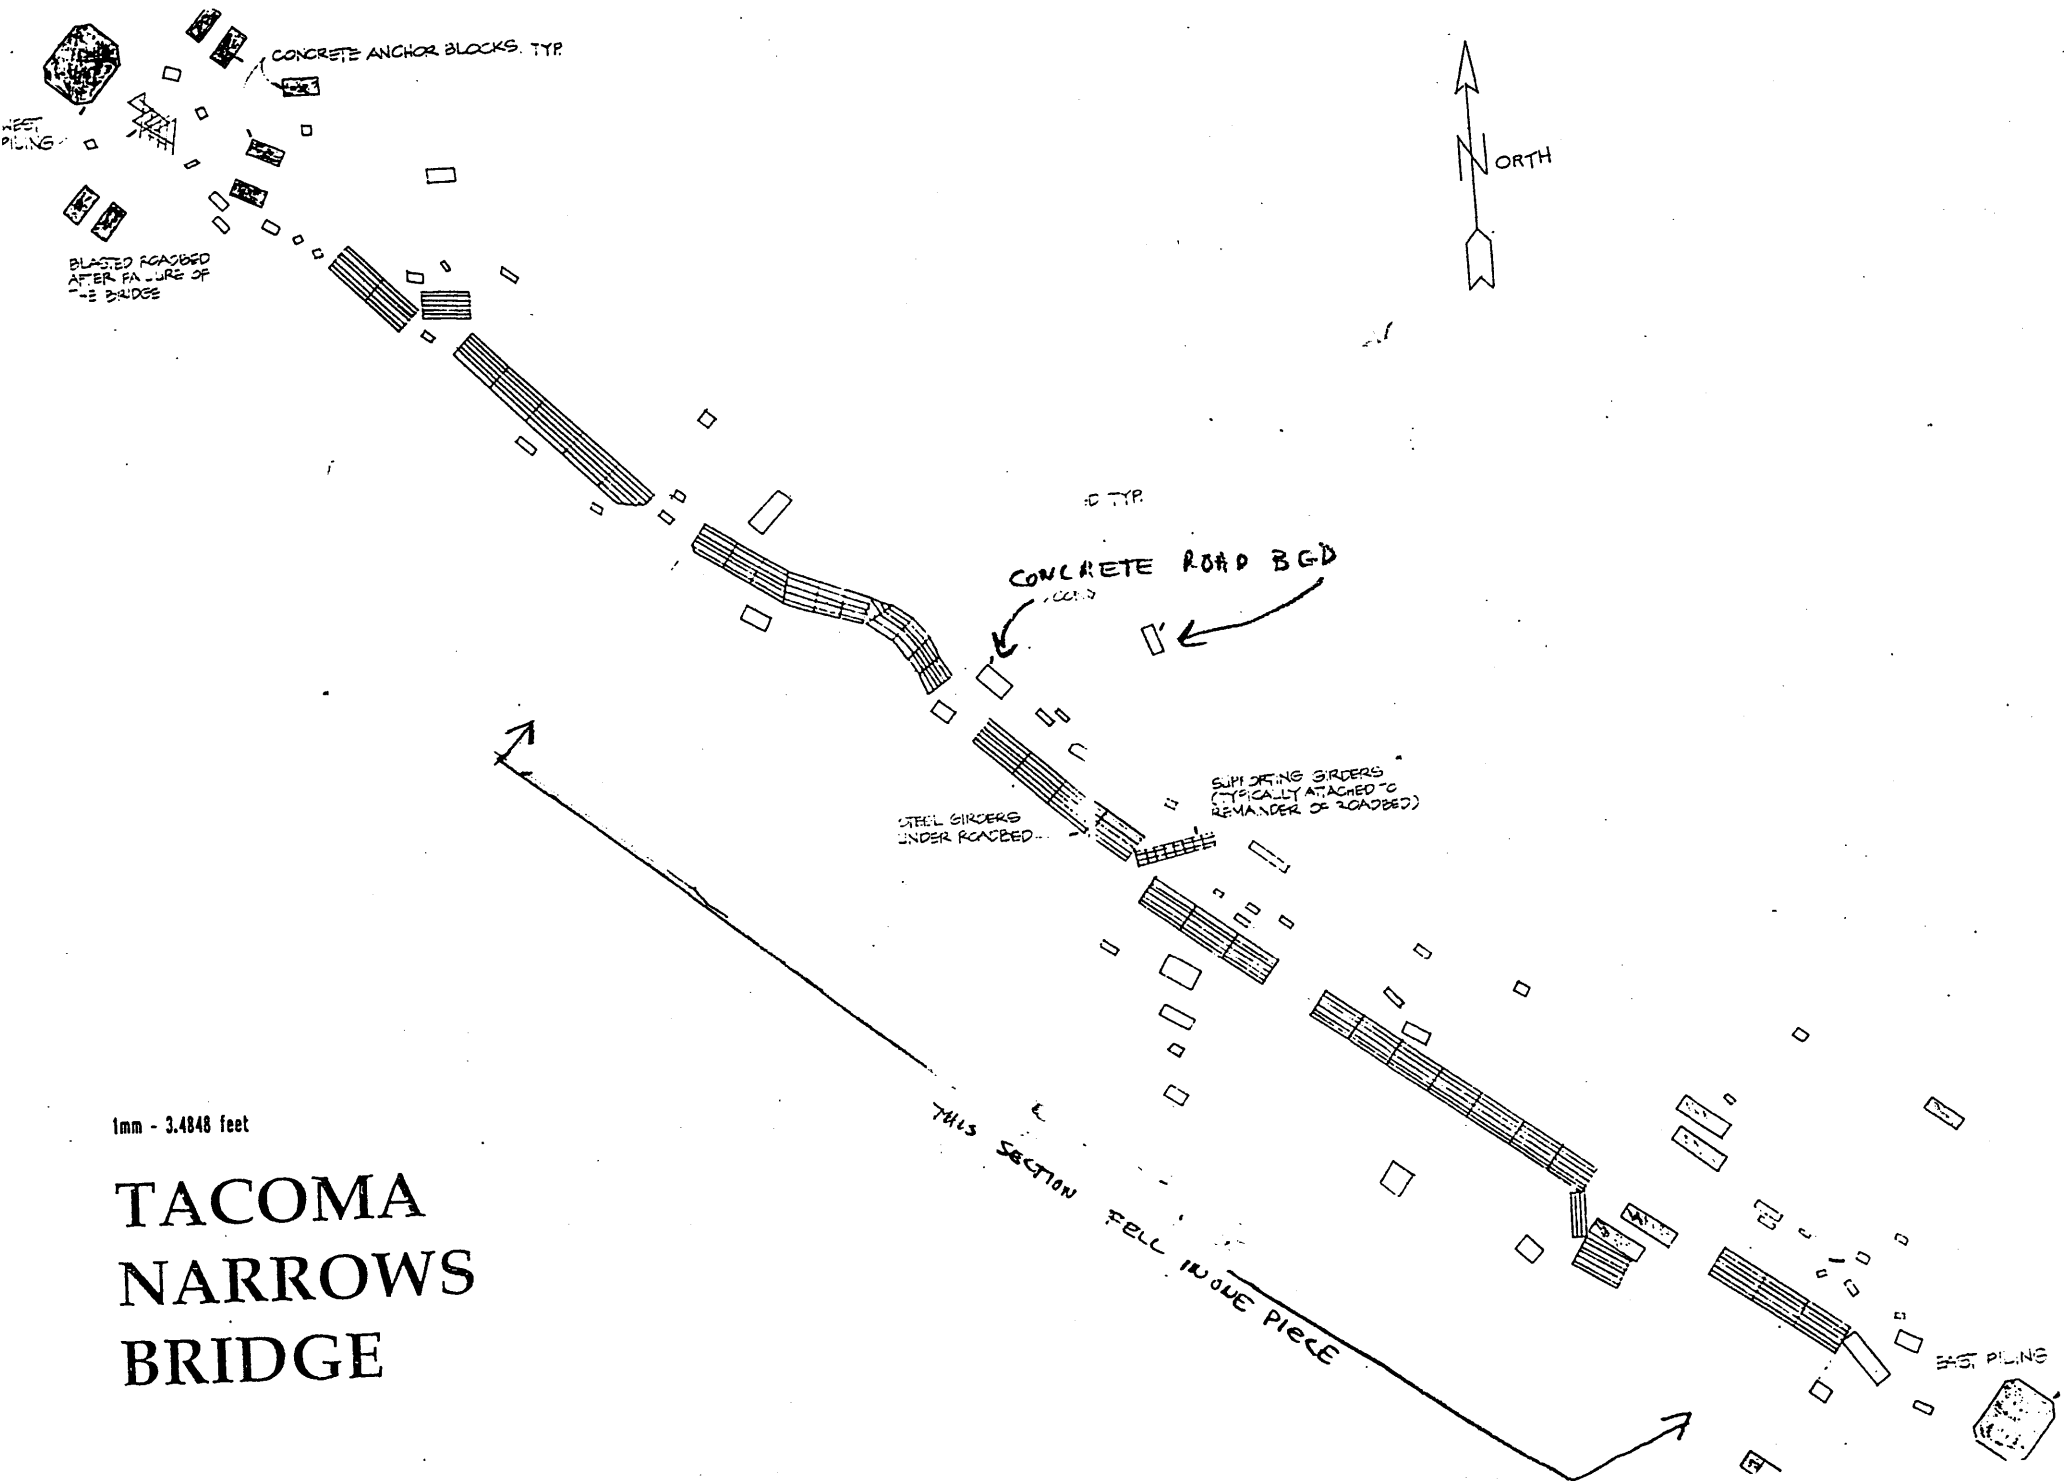 CONCRETE ANCHOR BLOCKS. TYP.
WEST
PILING
BLASTED ROADBED
AFTER FAILURE OF
THE BRIDGE
NORTH
TYP.
CONCRETE ROAD BED
SUPPORTING GIRDERS
(TYPICALLY ATTACHED TO
REMAINDER OF ROADBED)
STEEL GIRDERS
UNDER ROADBED
THIS SECTION FELL IN ONE PIECE
1mm - 3.4848 feet
TACOMA
NARROWS
BRIDGE
EAST PILING